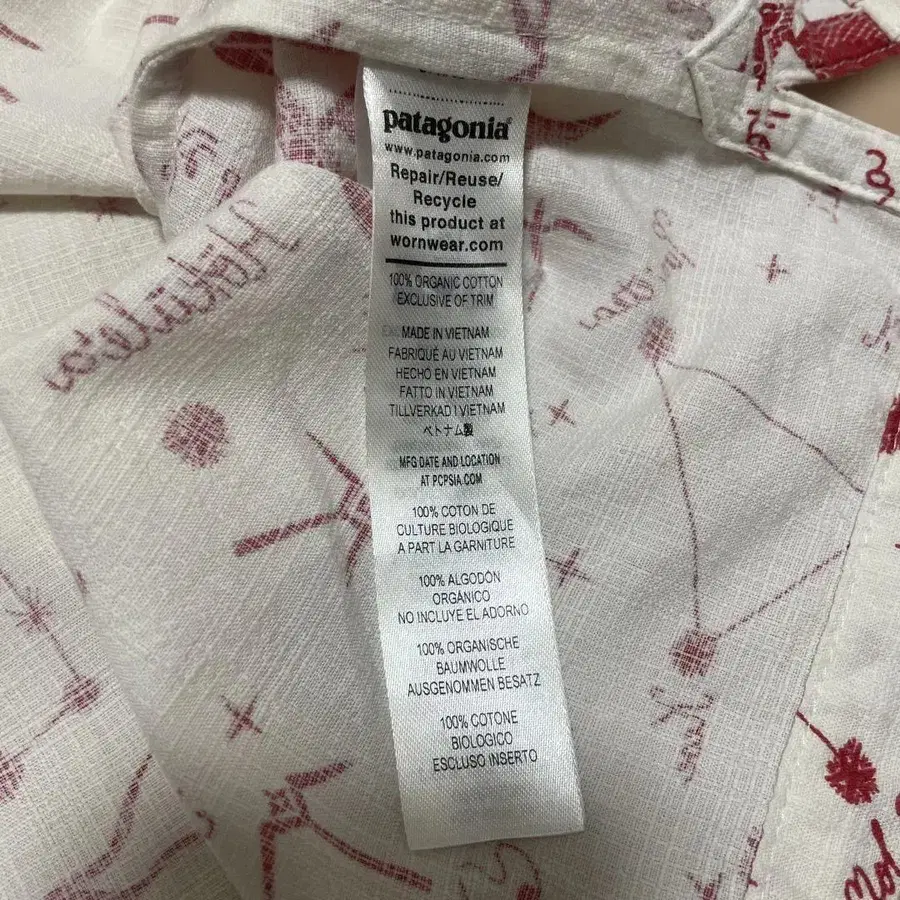 patagonia®
www.patagonia.com
Repair/Reuse/
Recycle
this product at
wornwear.com
100% ORGANIC COTTON
EXCLUSIVE OF TRIM
MADE IN VIETNAM
FABRIQUÉ AU VIETNAM
HECHO EN VIETNAM
FATTO IN VIETNAM
TILLVERKAD I VIETNAM
ベトナム製
MFG DATE AND LOCATION
AT PCPSIA.COM
100% COTON DE
CULTURE BIOLOGIQUE
A PART LA GARNITURE
100% ALGODÓN
ORGÁNICO
NO INCLUYE EL ADORNO
100% ORGANISCHE
BAUMWOLLE
AUSGENOMMEN BESATZ
100% COTONE
BIOLOGICO
ESCLUSO INSERTO